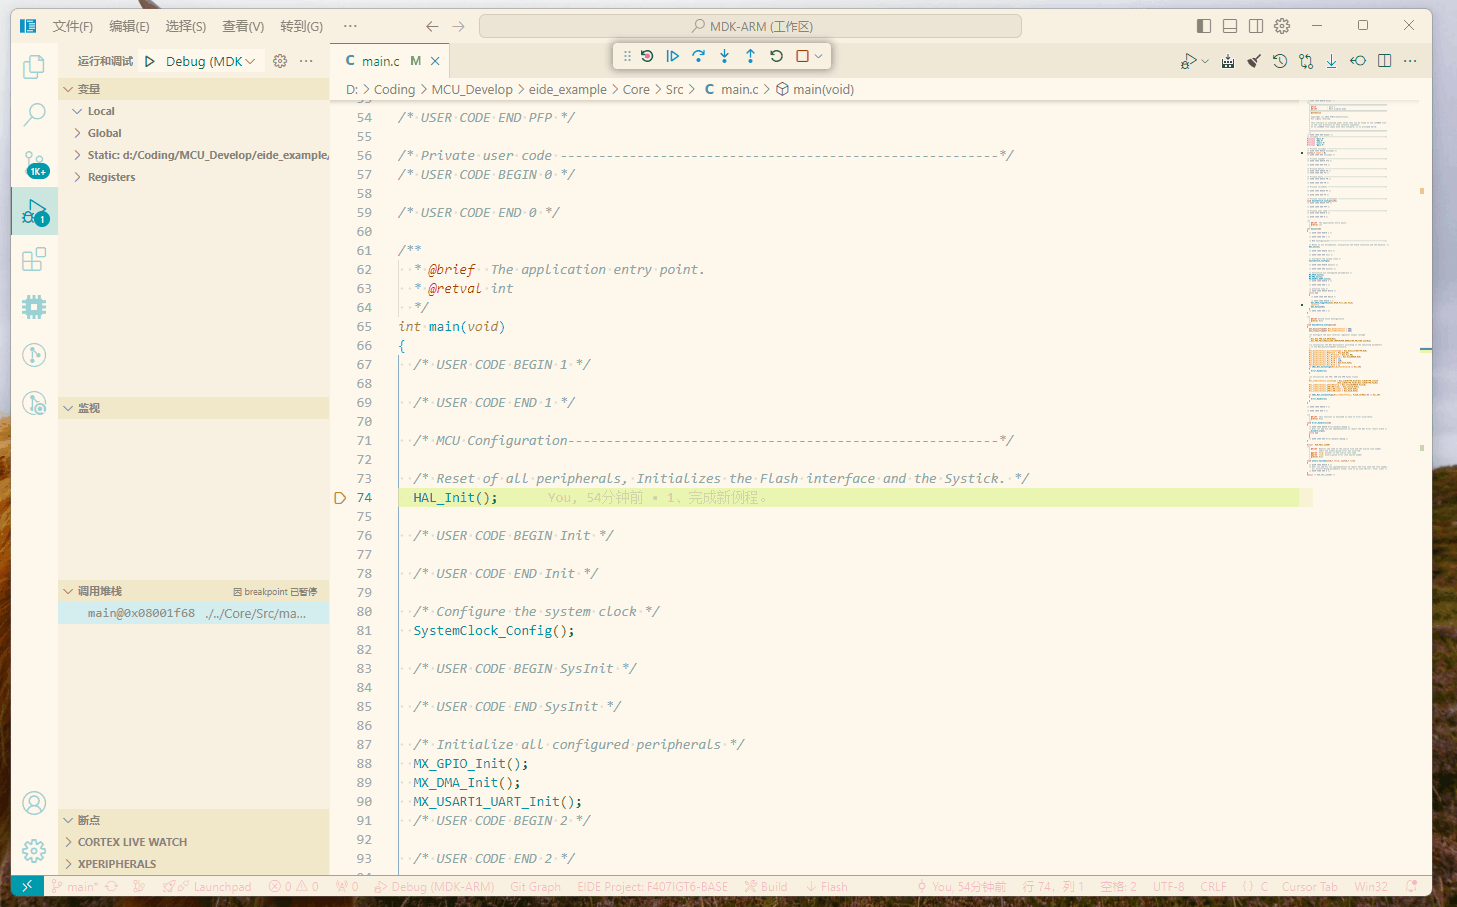 文件(F) 编辑(E) 选择(S) 查看(V) 转到(G) ··· MDK-ARM (工作区)
运行和调试 Debug (MDK main.c M
D: > Coding > MCU_Develop > eide_example > Core > Src > C main.c > main(void)
变量
Local
Global
Static: d:/Coding/MCU_Develop/eide_example/
Registers
1K+
1
监视
调用堆栈 因 breakpoint 已暂停
main@0x08001f68 ./../Core/Src/ma...
断点
CORTEX LIVE WATCH
XPERIPHERALS
54 /* USER CODE END PFP */
55
56 /* Private user code ---------------------------------------------------------*/
57 /* USER CODE BEGIN 0 */
58
59 /* USER CODE END 0 */
60
61 /**
62 * @brief The application entry point.
63 * @retval int
64 */
65 int main(void)
66 {
67 /* USER CODE BEGIN 1 */
68
69 /* USER CODE END 1 */
70
71 /* MCU Configuration--------------------------------------------------------*/
72
73 /* Reset of all peripherals, Initializes the Flash interface and the Systick. */
74 HAL_Init(); You, 54分钟前 • 1、完成新例程。
75
76 /* USER CODE BEGIN Init */
77
78 /* USER CODE END Init */
79
80 /* Configure the system clock */
81 SystemClock_Config();
82
83 /* USER CODE BEGIN SysInit */
84
85 /* USER CODE END SysInit */
86
87 /* Initialize all configured peripherals */
88 MX_GPIO_Init();
89 MX_DMA_Init();
90 MX_USART1_UART_Init();
91 /* USER CODE BEGIN 2 */
92
93 /* USER CODE END 2 */
main* Launchpad 0 0 0 Debug (MDK-ARM) Git Graph EIDE Project: F407IGT6-BASE Build Flash You, 54分钟前 行 74，列 1 空格: 2 UTF-8 CRLF { } C Cursor Tab Win32